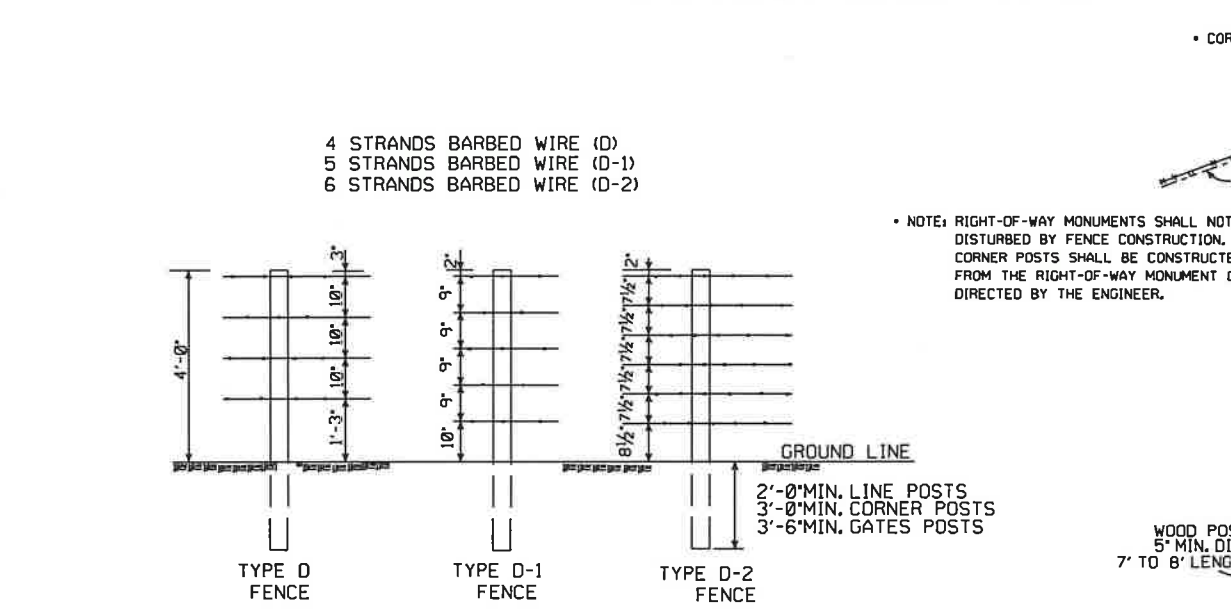 • COR
4 STRANDS BARBED WIRE (D)
5 STRANDS BARBED WIRE (D-1)
6 STRANDS BARBED WIRE (D-2)
• NOTE: RIGHT-OF-WAY MONUMENTS SHALL NOT
DISTURBED BY FENCE CONSTRUCTION.
CORNER POSTS SHALL BE CONSTRUCTE
FROM THE RIGHT-OF-WAY MONUMENT
DIRECTED BY THE ENGINEER.
4'-0"
3"
10"
10"
10"
1'-3"
2"
9"
9"
9"
9"
10"
2"
7½"
7½"
7½"
7½"
7½"
8½"
GROUND LINE
2'-0"MIN. LINE POSTS
3'-0"MIN. CORNER POSTS
3'-6"MIN. GATES POSTS
TYPE D
FENCE
TYPE D-1
FENCE
TYPE D-2
FENCE
WOOD POS
5" MIN. DI
7' TO 8' LENG